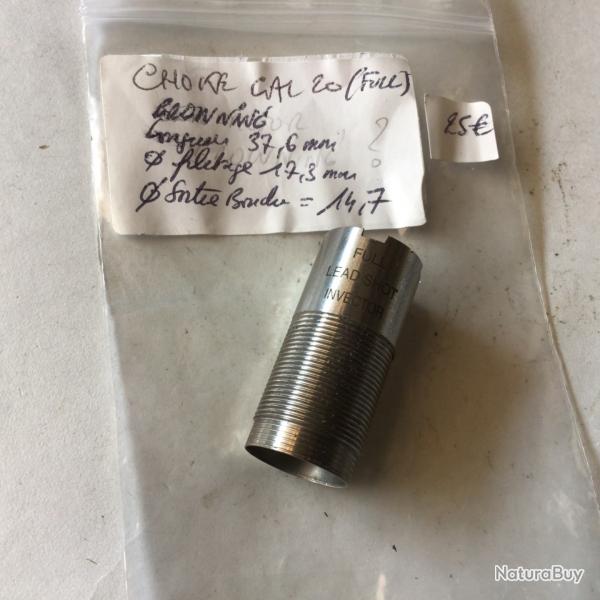 CHOKE CAL 20 (FULL)
BROWNING
longueur 37,6 mm
Ø filetage 17,3 mm
Ø Sortie Bouche = 14,7
25€
FULL
LEAD SHOT
INVECTOR
NaturaBuy